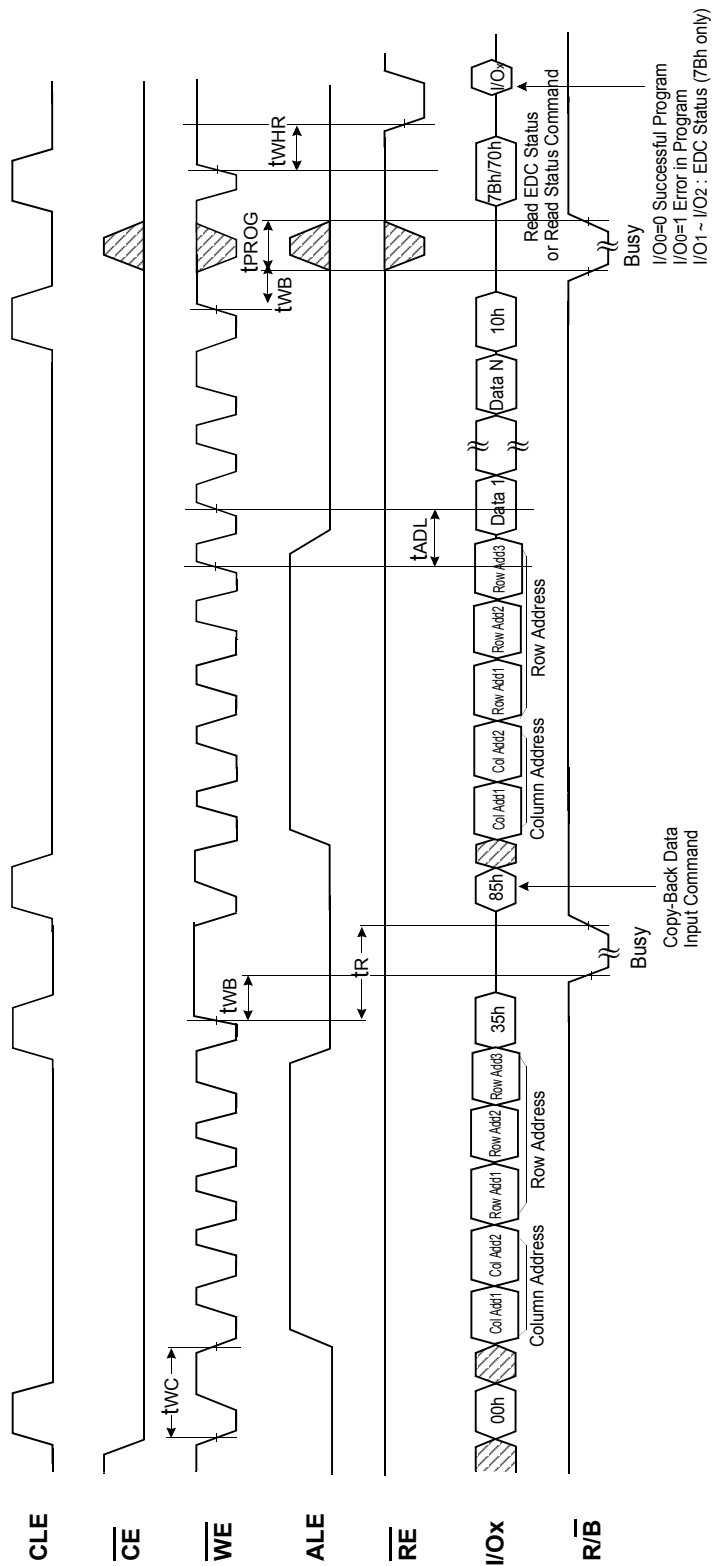 CLE
CE
WE
ALE
RE
I/Ox
R/B
tWC
tWB
tR
tADL
tWB
tPROG
tWHR
00h
Col Add1
Col Add2
Row Add1
Row Add2
Row Add3
35h
85h
Col Add1
Col Add2
Row Add1
Row Add2
Row Add3
Data 1
Data N
10h
7Bh/70h
I/Ox
Column Address
Row Address
Column Address
Row Address
Read EDC Status
or Read Status Command
Busy
Copy-Back Data
Input Command
Busy
I/O0=0 Successful Program
I/O0=1 Error in Program
I/O1 ~ I/O2 : EDC Status (7Bh only)